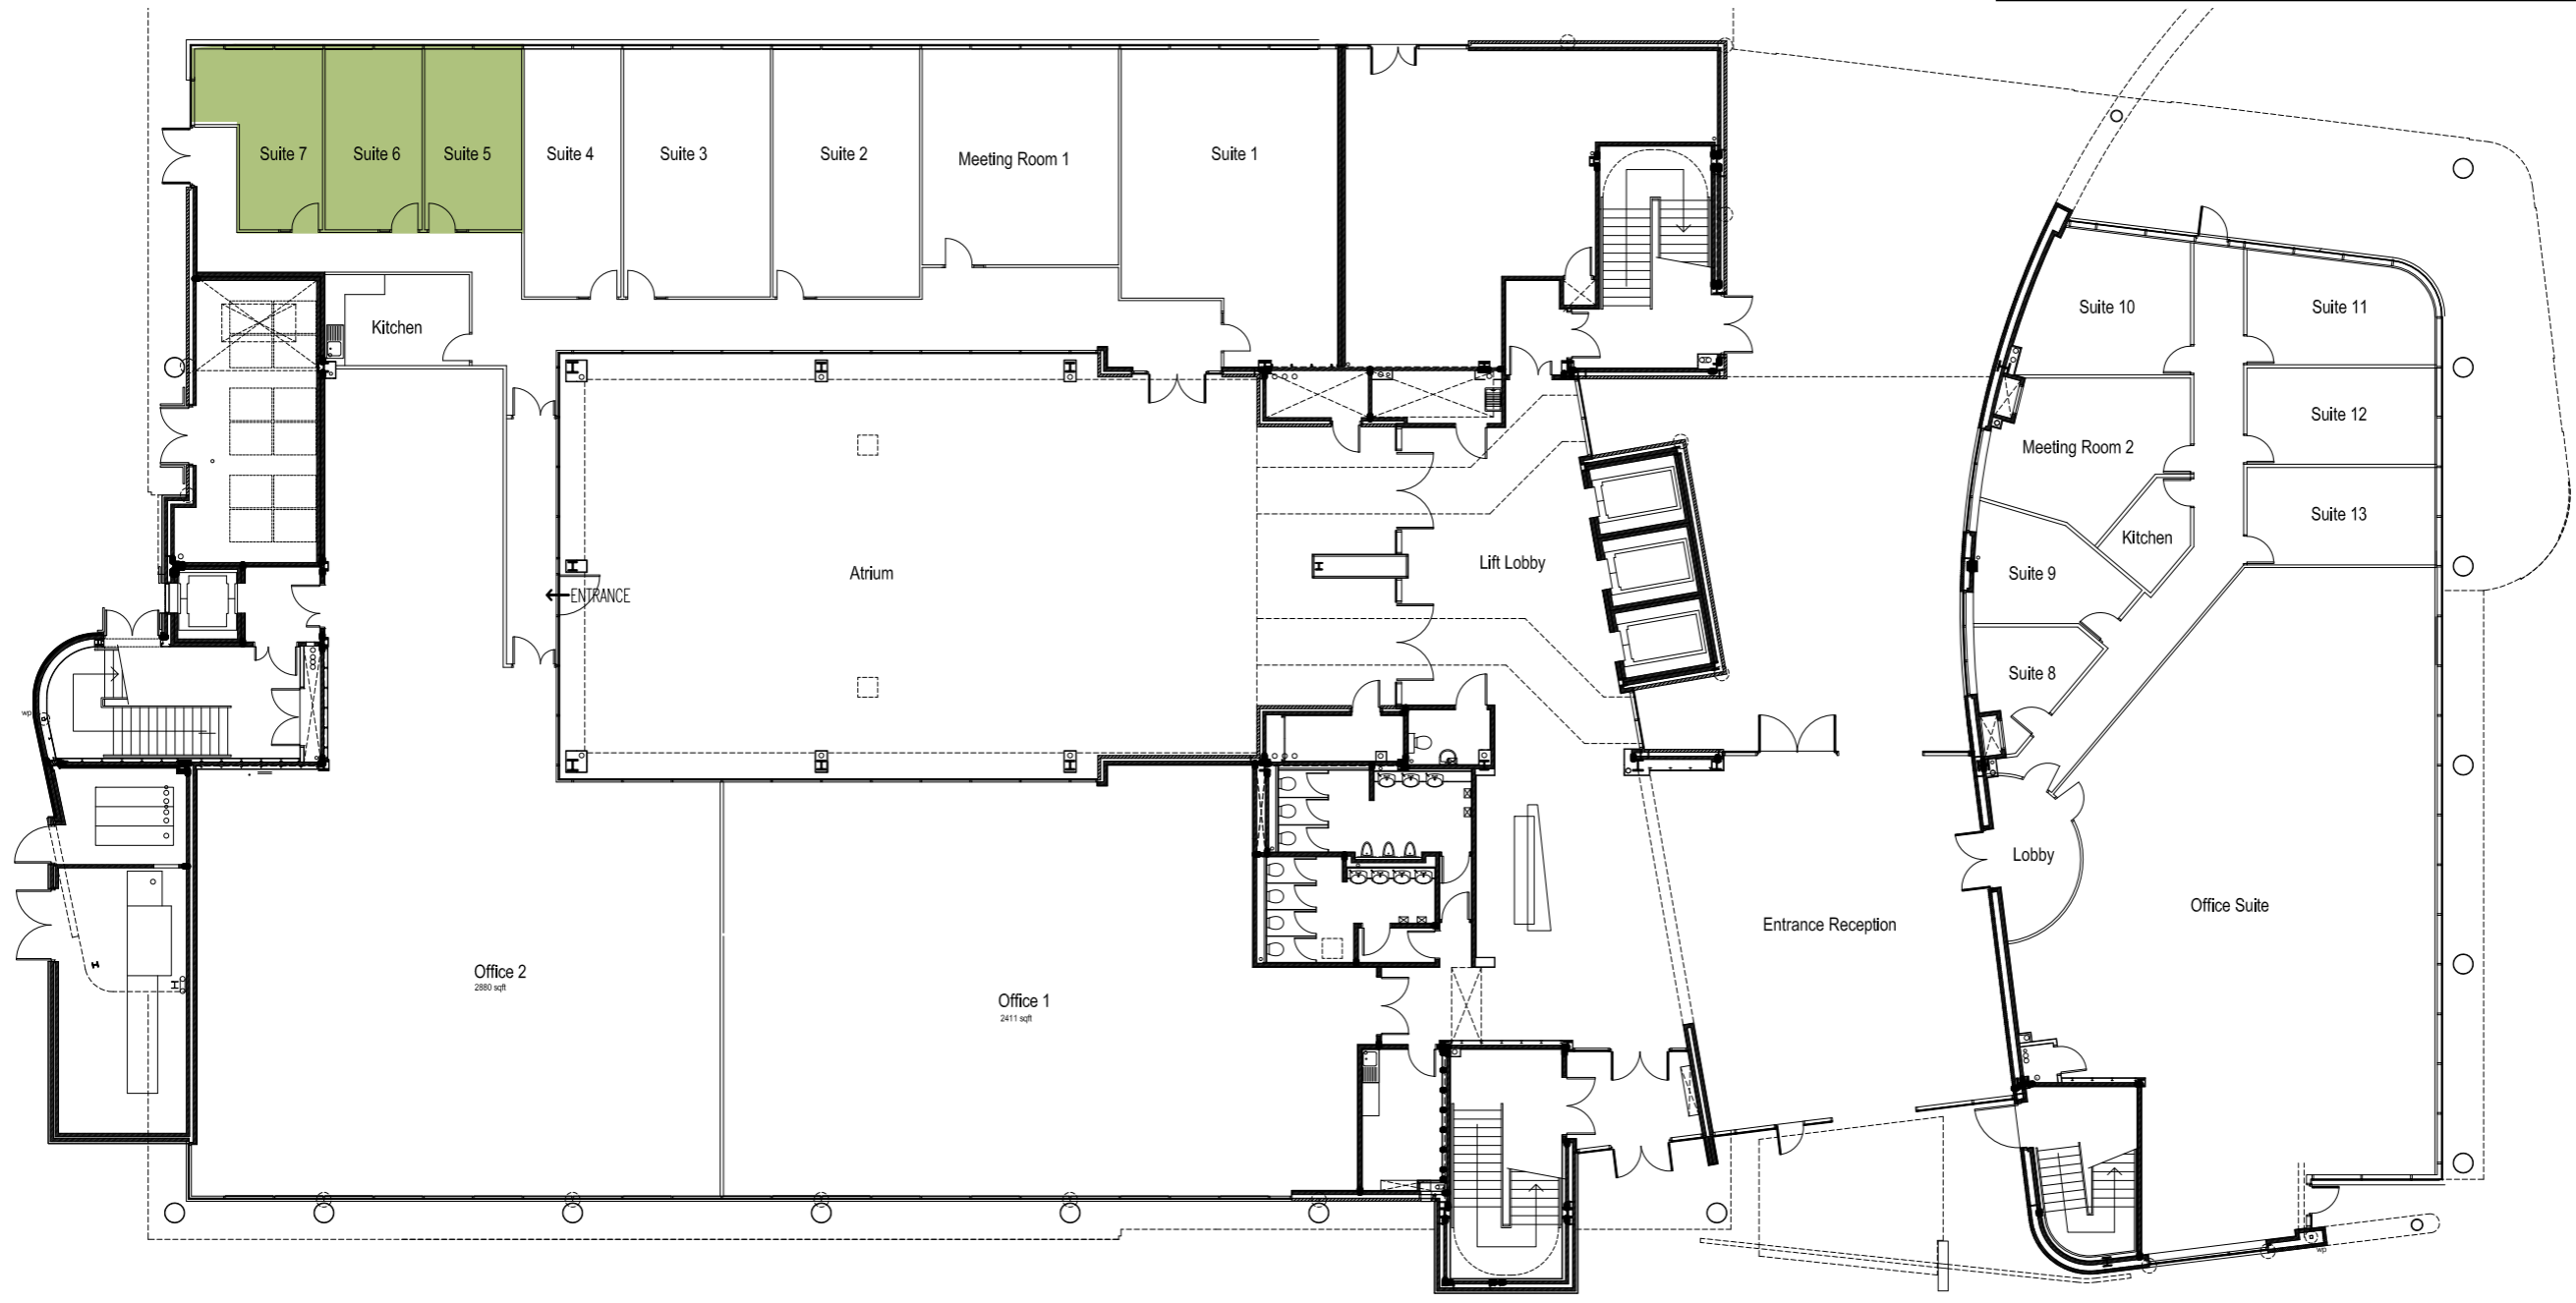 Suite 7
Suite 6
Suite 5
Suite 4
Suite 3
Suite 2
Meeting Room 1
Suite 1
Kitchen
Suite 10
Suite 11
Suite 12
Meeting Room 2
Suite 13
Kitchen
Lift Lobby
Atrium
Suite 9
ENTRANCE
Suite 8
wp
Lobby
Office Suite
Entrance Reception
Office 2
2880 sqft
Office 1
2411 sqft
wp